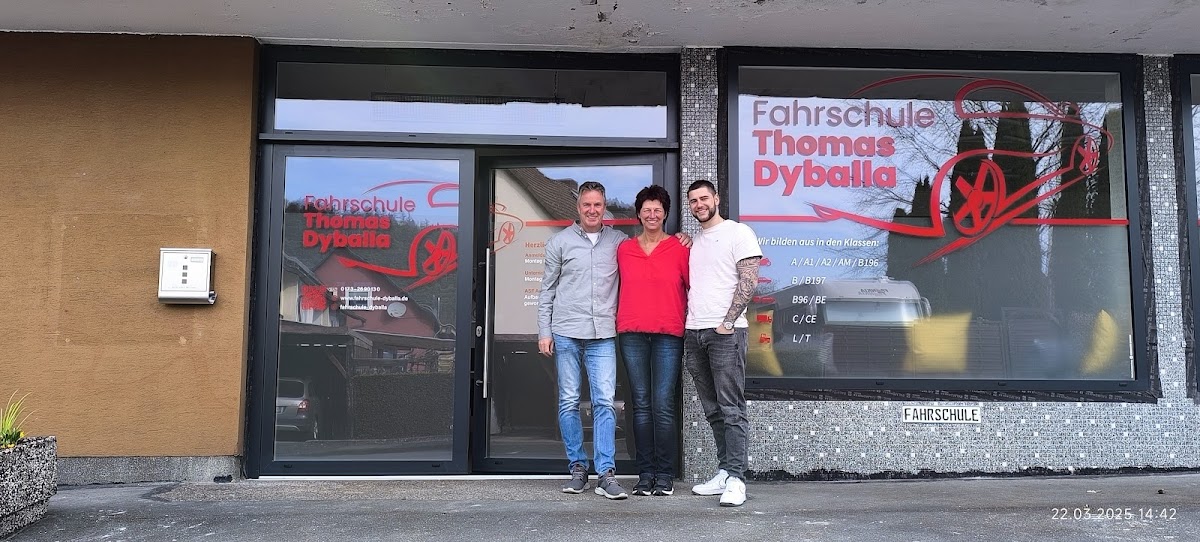 Fahrschule
Thomas
Dyballa
www.fahrschule-dyballa.de
fahrschule_dyballa
Fahrschule
Thomas
Dyballa
Wir bilden aus in den Klassen:
A / A1 / A2 / AM / B196
B / B197
B96 / BE
C / CE
L / T
FAHRSCHULE
22.03.2025 14:42